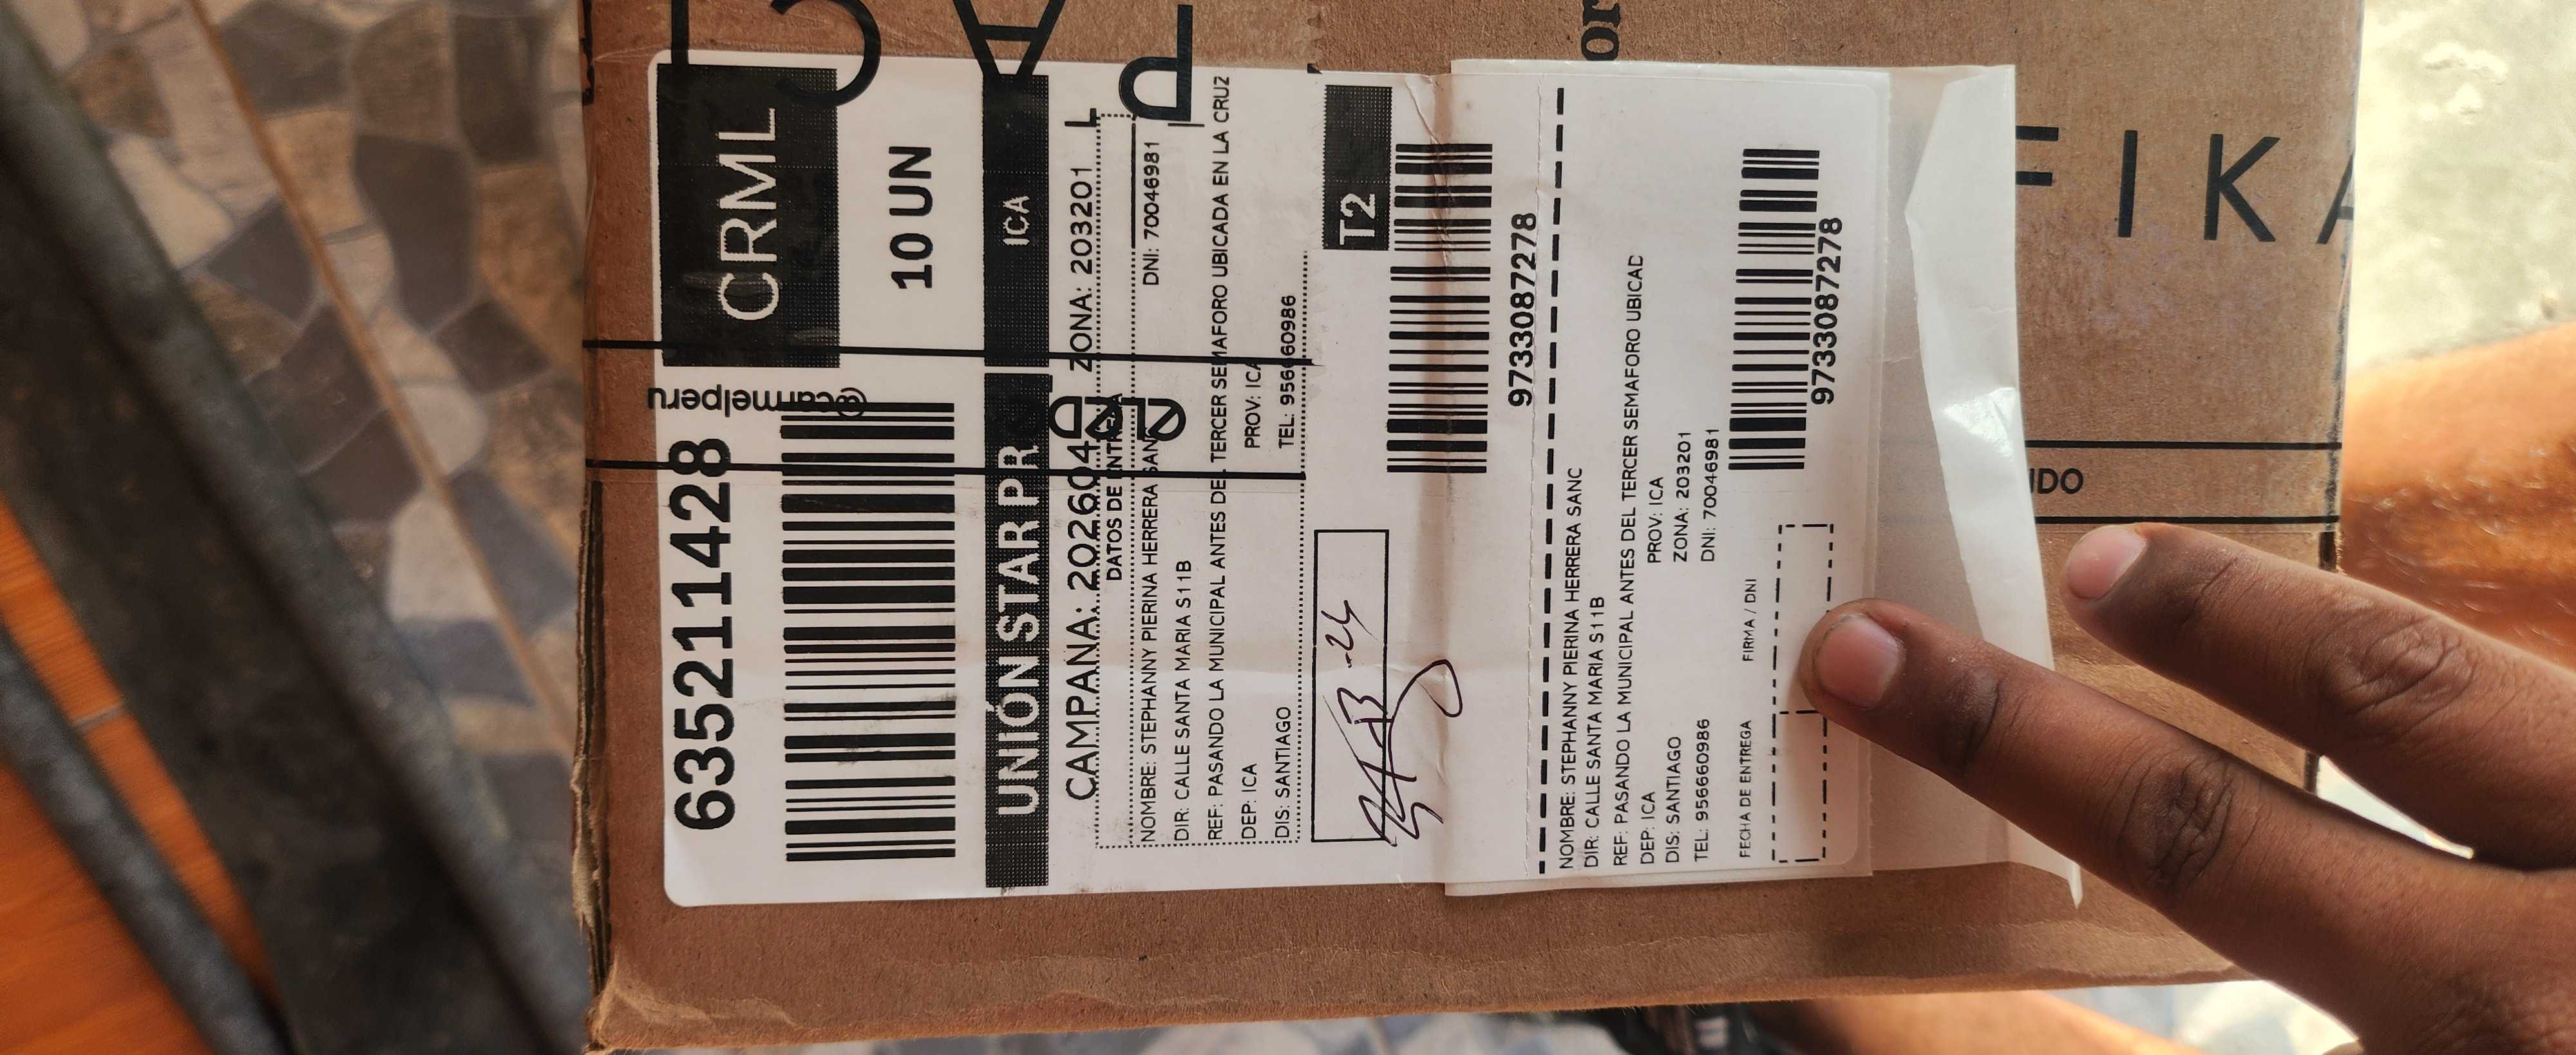 CRML
10 UN
@carmelperu
63521211428
UNIÓN STAR PR ICA
CAMPAÑA: 202604 ZONA: 203201
DATOS DE
NOMBRE: STEPHANNY PIERINA HERRERA SANC DNI: 70046981
DIR: CALLE SANTA MARIA S11B
REF: PASANDO LA MUNICIPAL ANTES DEL TERCER SEMAFORO UBICADA EN LA CRUZ
DEP: ICA PROV: ICA
DIS: SANTIAGO TEL: 956660986
T2
9733087278
NOMBRE: STEPHANNY PIERINA HERRERA SANC
DIR: CALLE SANTA MARIA S11B
REF: PASANDO LA MUNICIPAL ANTES DEL TERCER SEMAFORO UBICAD
DEP: ICA PROV: ICA
DIS: SANTIAGO ZONA: 203201
TEL: 956660986 DNI: 70046981
FECHA DE ENTREGA FIRMA / DNI
9733087278
FIKA